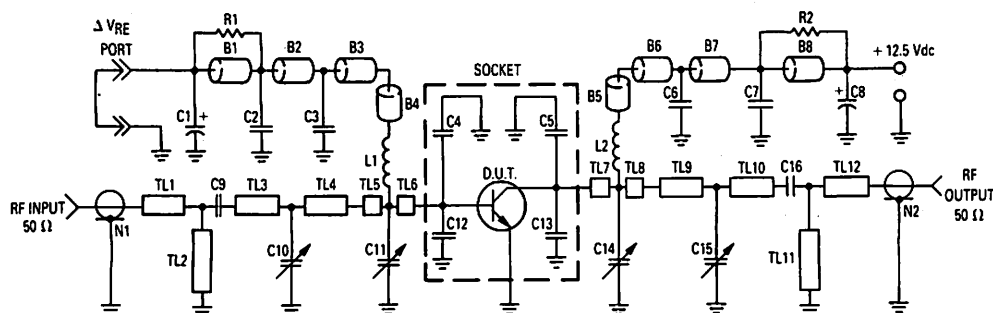 Δ VRE
PORT
R1
B1
B2
B3
B4
C1
+
C2
C3
L1
SOCKET
C4
C5
D.U.T.
C12
C13
B5
B6
B7
R2
B8
+ 12.5 Vdc
C6
C7
+
C8
L2
RF INPUT
50 Ω
N1
TL1
C9
TL3
TL4
TL5
TL6
TL2
C10
C11
TL7
TL8
TL9
TL10
C16
TL12
C14
C15
TL11
N2
RF
OUTPUT
50 Ω